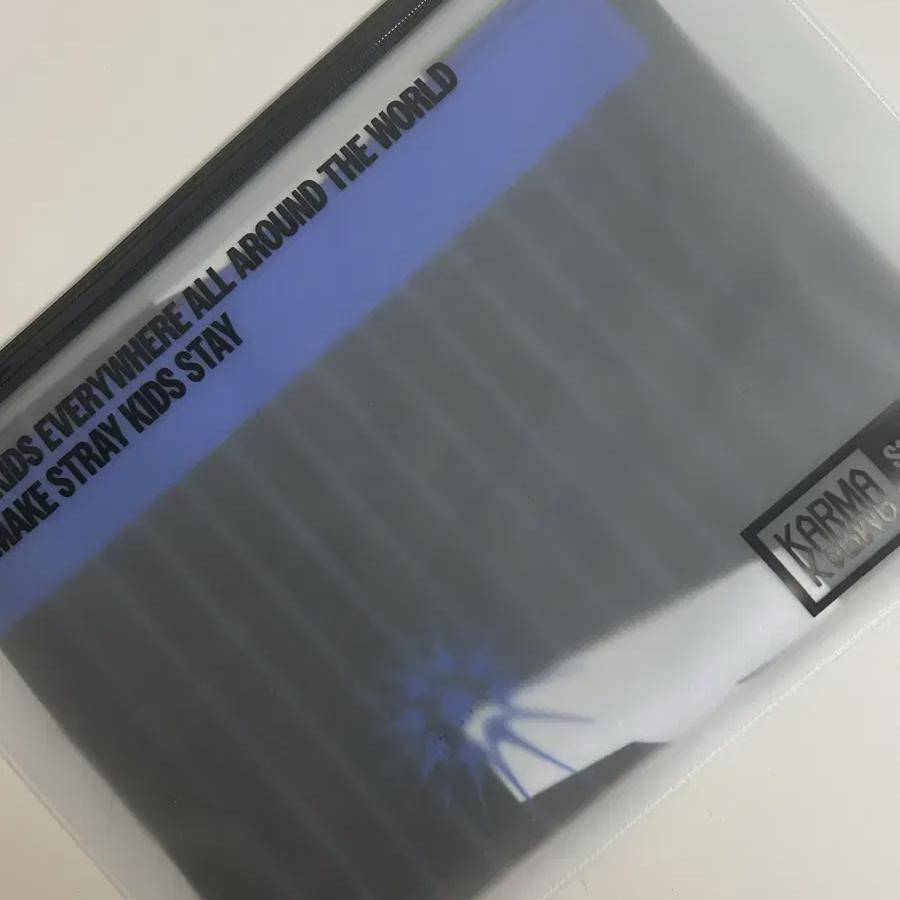 KIDS EVERYWHERE ALL AROUND THE WORLD
MAKE STRAY KIDS STAY
KARMA